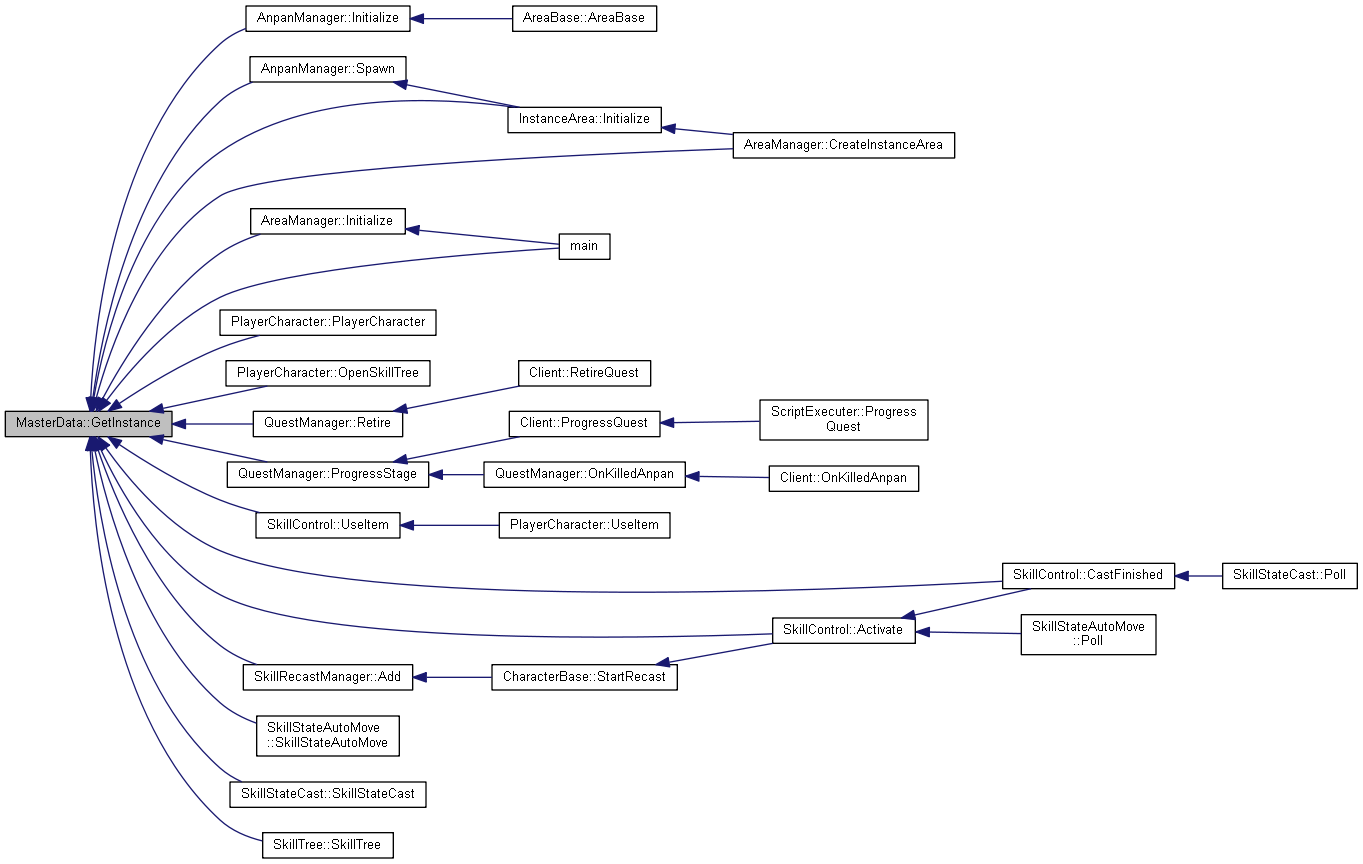 AnpanManager::Initialize
AreaBase::AreaBase
AnpanManager::Spawn
InstanceArea::Initialize
AreaManager::CreateInstanceArea
AreaManager::Initialize
main
PlayerCharacter::PlayerCharacter
PlayerCharacter::OpenSkillTree
Client::RetireQuest
MasterData::GetInstance
QuestManager::Retire
Client::ProgressQuest
ScriptExecuter::Progress
Quest
QuestManager::ProgressStage
QuestManager::OnKilledAnpan
Client::OnKilledAnpan
SkillControl::UseItem
PlayerCharacter::UseItem
SkillControl::CastFinished
SkillStateCast::Poll
SkillControl::Activate
SkillStateAutoMove
::Poll
SkillRecastManager::Add
CharacterBase::StartRecast
SkillStateAutoMove
::SkillStateAutoMove
SkillStateCast::SkillStateCast
SkillTree::SkillTree